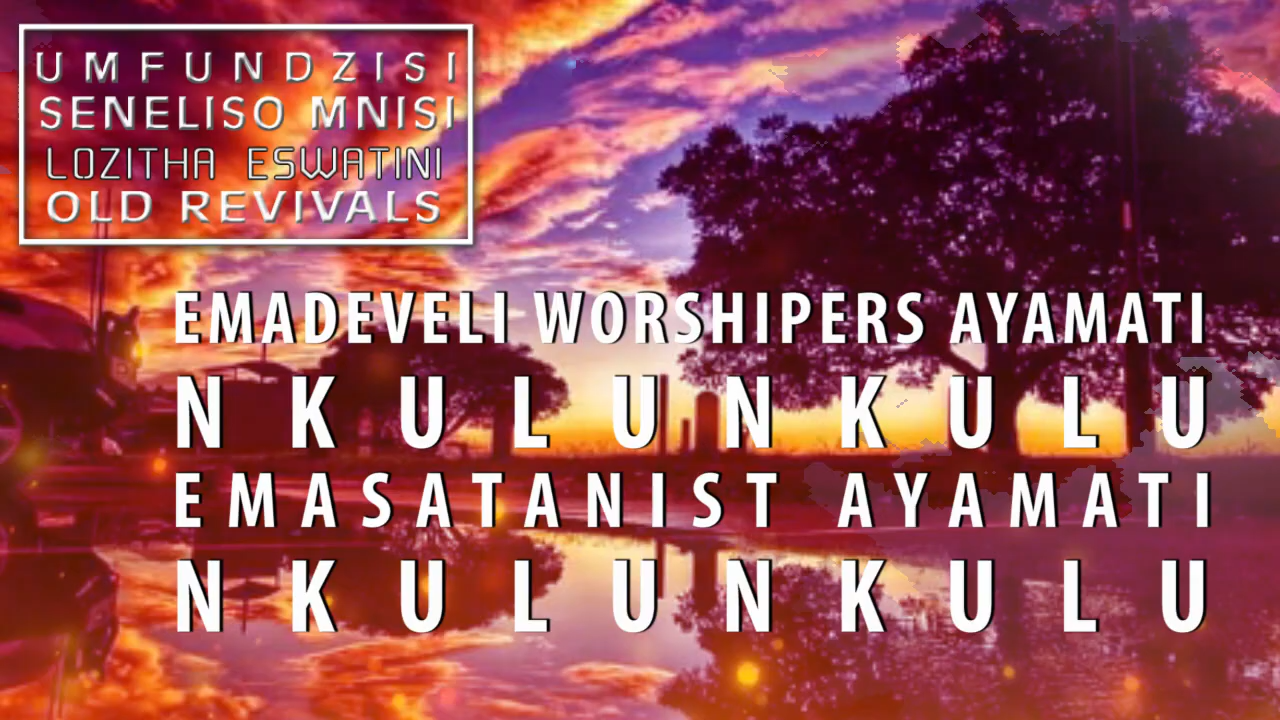 UMFUNDZISI
SENELISO MNISI
LOZITHA ESWATINI
OLD REVIVALS
EMADEVELI WORSHIPERS AYAMATI
NKULUNKULU
EMASATANIST AYAMATI
NKULUNKULU